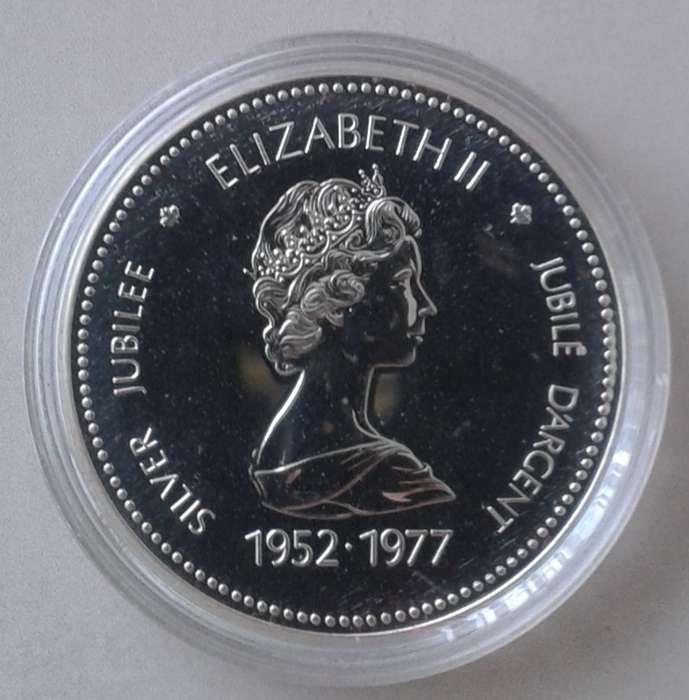 ELIZABETH II
SILVER JUBILEE
JUBILÉ DARGENT
1952·1977